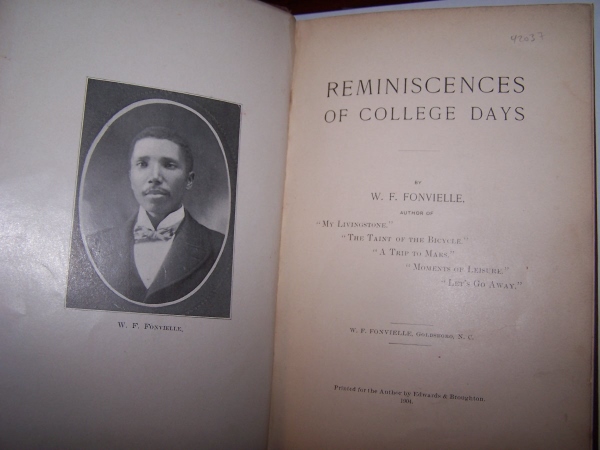 W. F. FONVIELLE.
42037
REMINISCENCES
OF COLLEGE DAYS
BY
W. F. FONVIELLE,
AUTHOR OF
"MY LIVINGSTONE,"
"THE TAINT OF THE BICYCLE,"
"A TRIP TO MARS,"
"MOMENTS OF LEISURE,"
"LET'S GO AWAY."
W. F. FONVIELLE, GOLDSBORO, N. C.
Printed for the Author by Edwards & Broughton.
1904.